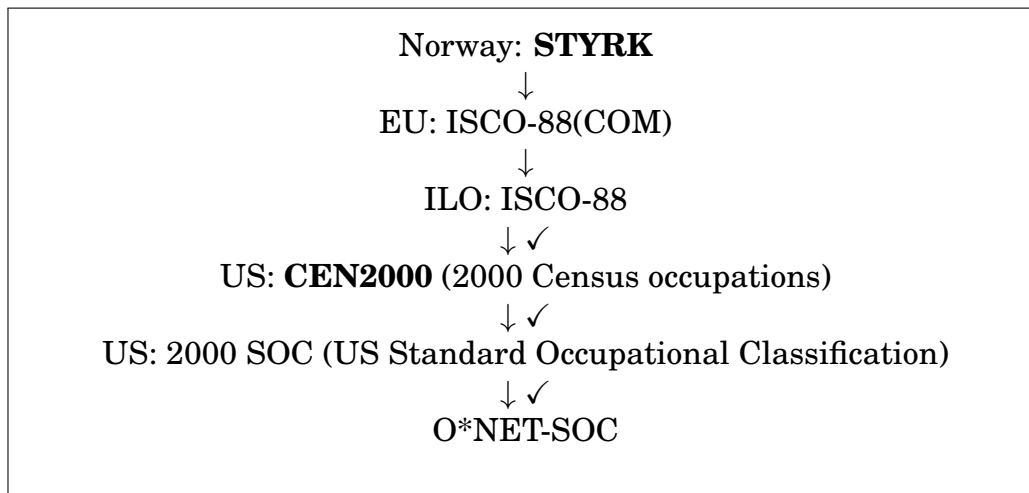 Norway: STYRK
↓
EU: ISCO-88(COM)
↓
ILO: ISCO-88
↓ ✓
US: CEN2000 (2000 Census occupations)
↓ ✓
US: 2000 SOC (US Standard Occupational Classification)
↓ ✓
O*NET-SOC